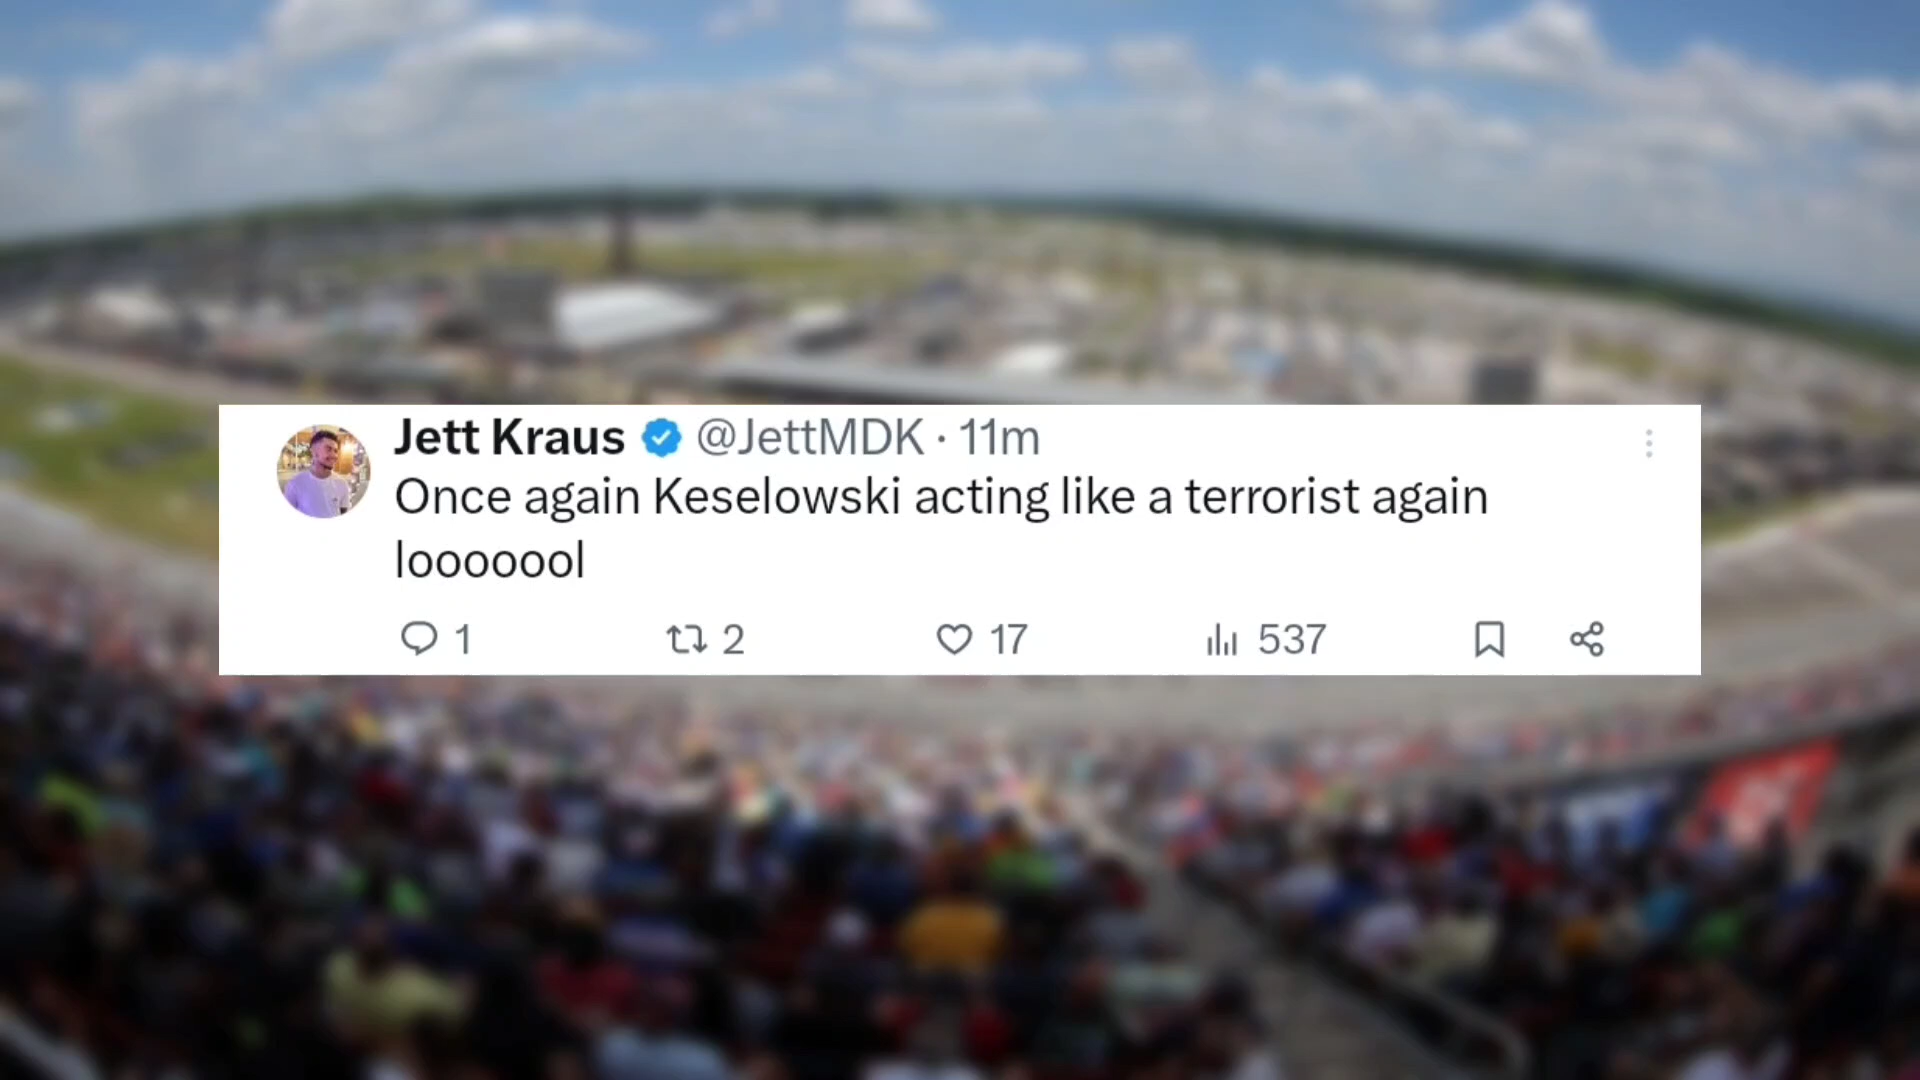 Jett Kraus @JettMDK · 11m
Once again Keselowski acting like a terrorist again
looooool
1 2 17 537